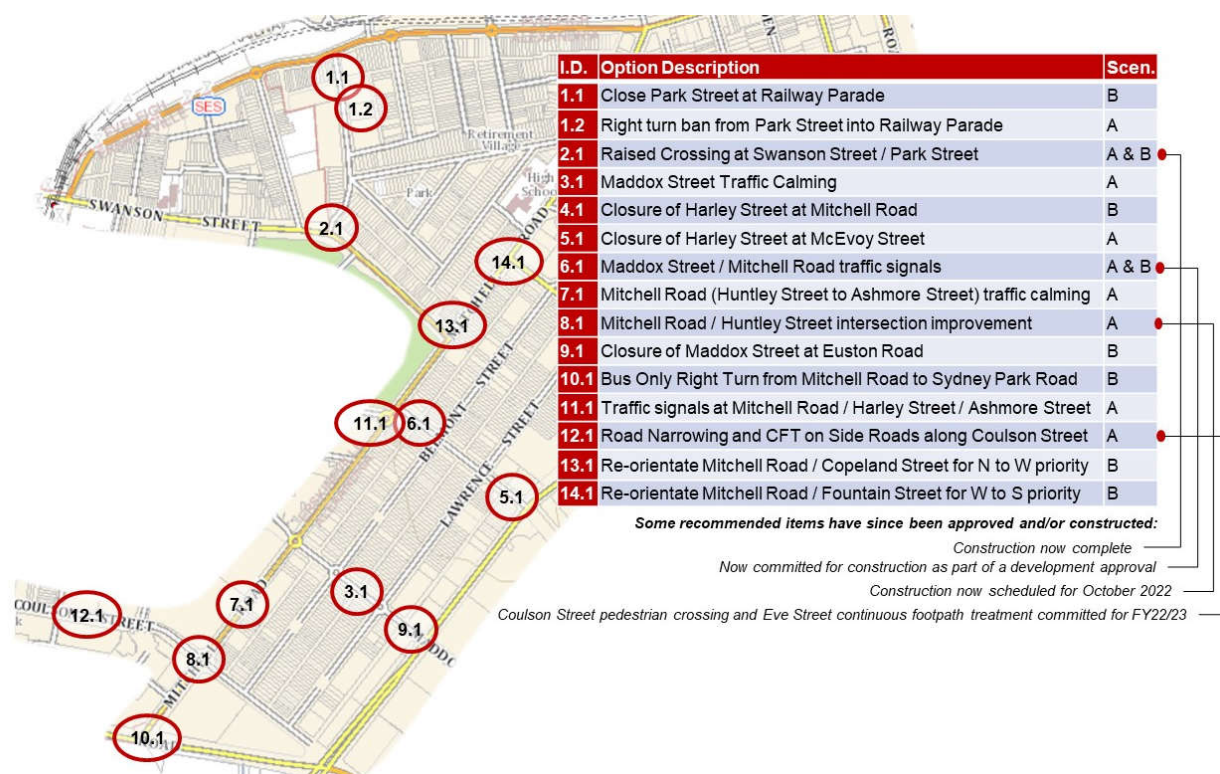 1.1
1.2
SES
Retirement
Village
High
School
Park
SWANSON STREET
ROAD
2.1
14.1
13.1
STREET
BELMONT
11.1
6.1
LAWRENCE STREET
5.1
3.1
12.1
COULSON STREET
7.1
ROAD
9.1
8.1
10.1
ROAD
I.D. Option Description Scen.
1.1 Close Park Street at Railway Parade B
1.2 Right turn ban from Park Street into Railway Parade A
2.1 Raised Crossing at Swanson Street / Park Street A & B
3.1 Maddox Street Traffic Calming A
4.1 Closure of Harley Street at Mitchell Road B
5.1 Closure of Harley Street at McEvoy Street A
6.1 Maddox Street / Mitchell Road traffic signals A & B
7.1 Mitchell Road (Huntley Street to Ashmore Street) traffic calming A
8.1 Mitchell Road / Huntley Street intersection improvement A
9.1 Closure of Maddox Street at Euston Road B
10.1 Bus Only Right Turn from Mitchell Road to Sydney Park Road B
11.1 Traffic signals at Mitchell Road / Harley Street / Ashmore Street A
12.1 Road Narrowing and CFT on Side Roads along Coulson Street A
13.1 Re-orientate Mitchell Road / Copeland Street for N to W priority B
14.1 Re-orientate Mitchell Road / Fountain Street for W to S priority B
Some recommended items have since been approved and/or constructed:
Construction now complete
Now committed for construction as part of a development approval
Construction now scheduled for October 2022
Coulson Street pedestrian crossing and Eve Street continuous footpath treatment committed for FY22/23